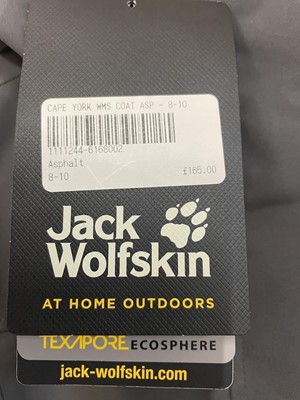 CAPE YORK WMS COAT ASP - 8-10
1111244-6168002
Asphalt
8-10 £165.00
Jack
Wolfskin
AT HOME OUTDOORS
TEXAPORE ECOSPHERE
jack-wolfskin.com